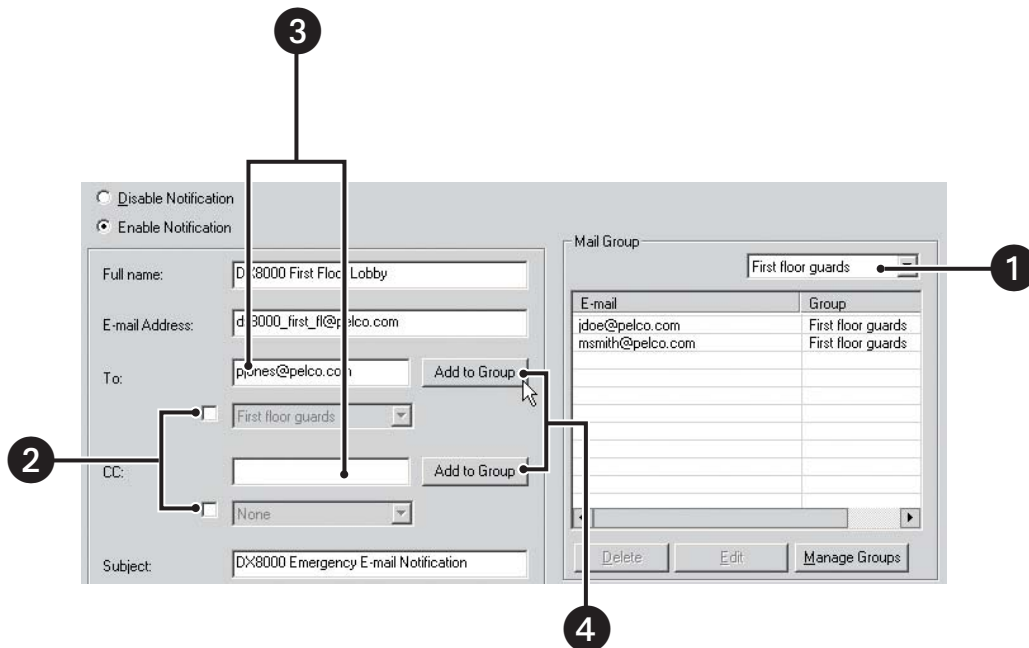 3
Disable Notification
Enable Notification
Mail Group
First floor guards
1
Full name:
DX8000 First Floor Lobby
E-mail
Group
E-mail Address:
dx8000_first_fl@pelco.com
jdoe@pelco.com
First floor guards
msmith@pelco.com
First floor guards
To:
pjones@pelco.com
Add to Group
First floor guards
2
CC:
Add to Group
None
Delete
Edit
Manage Groups
Subject:
DX8000 Emergency E-mail Notification
4